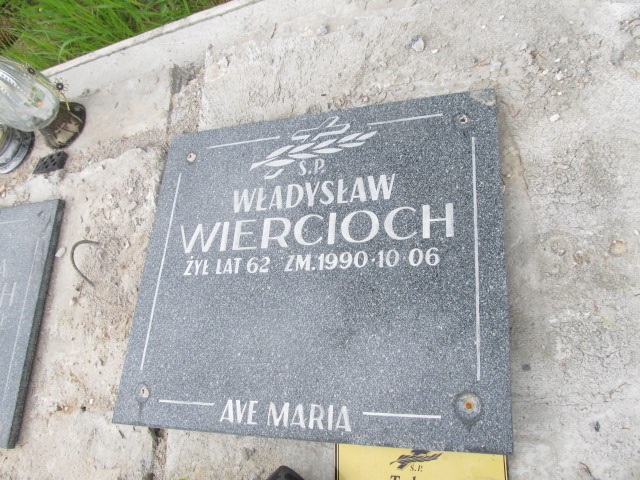 Ś.P.
WŁADYSŁAW
WIERCIOCH
ŻYŁ LAT 62 ZM. 1990·10·06
AVE MARIA
Ś.P.